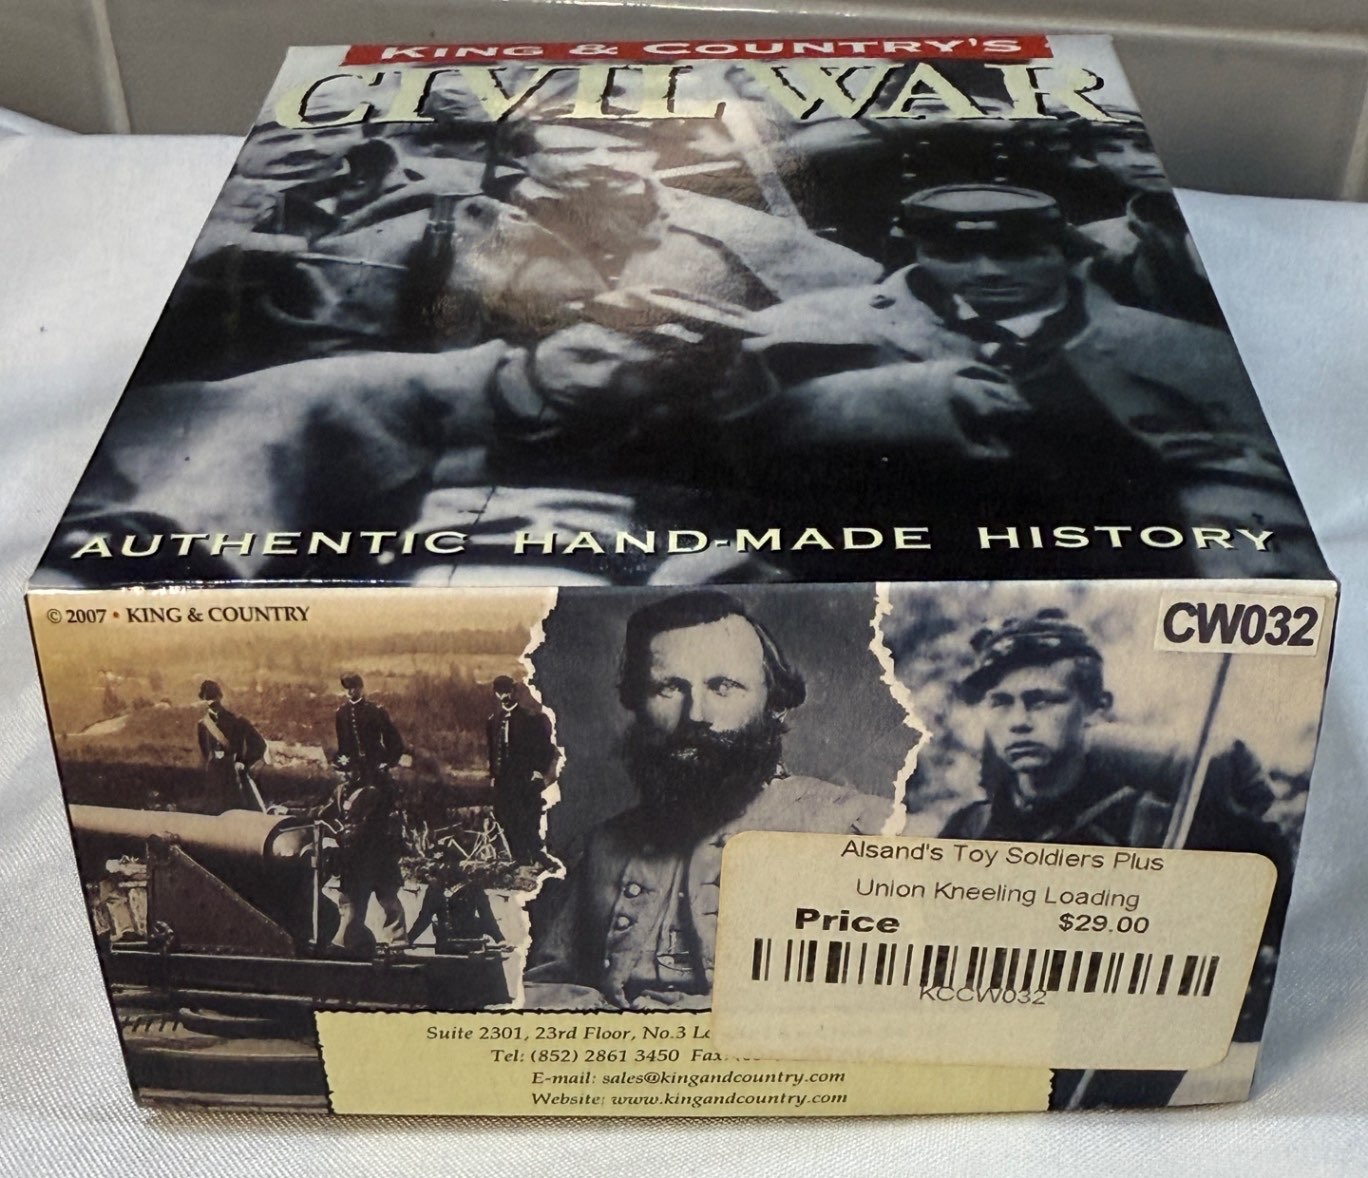 KING & COUNTRY'S
CIVIL WAR
AUTHENTIC HAND-MADE HISTORY
© 2007 • KING & COUNTRY
CW032
Alsand's Toy Soldiers Plus
Union Kneeling Loading
Price $29.00
KCCW032
Suite 2301, 23rd Floor, No.3
Tel: (852) 2861 3450 Fax:
E-mail: sales@kingandcountry.com
Website: www.kingandcountry.com